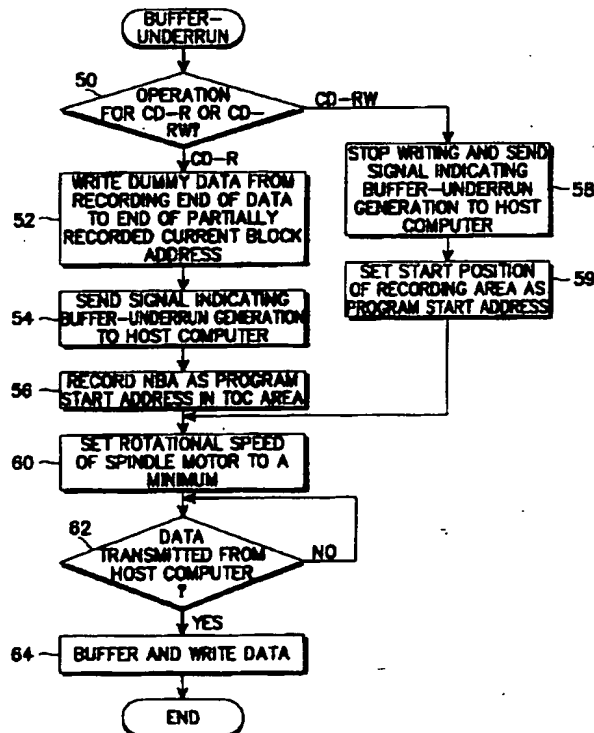 BUFFER-
UNDERRUN
50
OPERATION
FOR CD-R OR CD-
RW?
CD-RW
CD-R
52
WRITE DUMMY DATA FROM
RECORDING END OF DATA
TO END OF PARTIALLY
RECORDED CURRENT BLOCK
ADDRESS
STOP WRITING AND SEND
SIGNAL INDICATING
BUFFER-UNDERRUN
GENERATION TO HOST
COMPUTER
58
54
SEND SIGNAL INDICATING
BUFFER-UNDERRUN GENERATION
TO HOST COMPUTER
SET START POSITION
OF RECORDING AREA AS
PROGRAM START ADDRESS
59
56
RECORD NBA AS PROGRAM
START ADDRESS IN TOC AREA
60
SET ROTATIONAL SPEED
OF SPINDLE MOTOR TO A
MINIMUM
62
DATA
TRANSMITTED FROM
HOST COMPUTER
?
NO
YES
64
BUFFER AND WRITE DATA
END